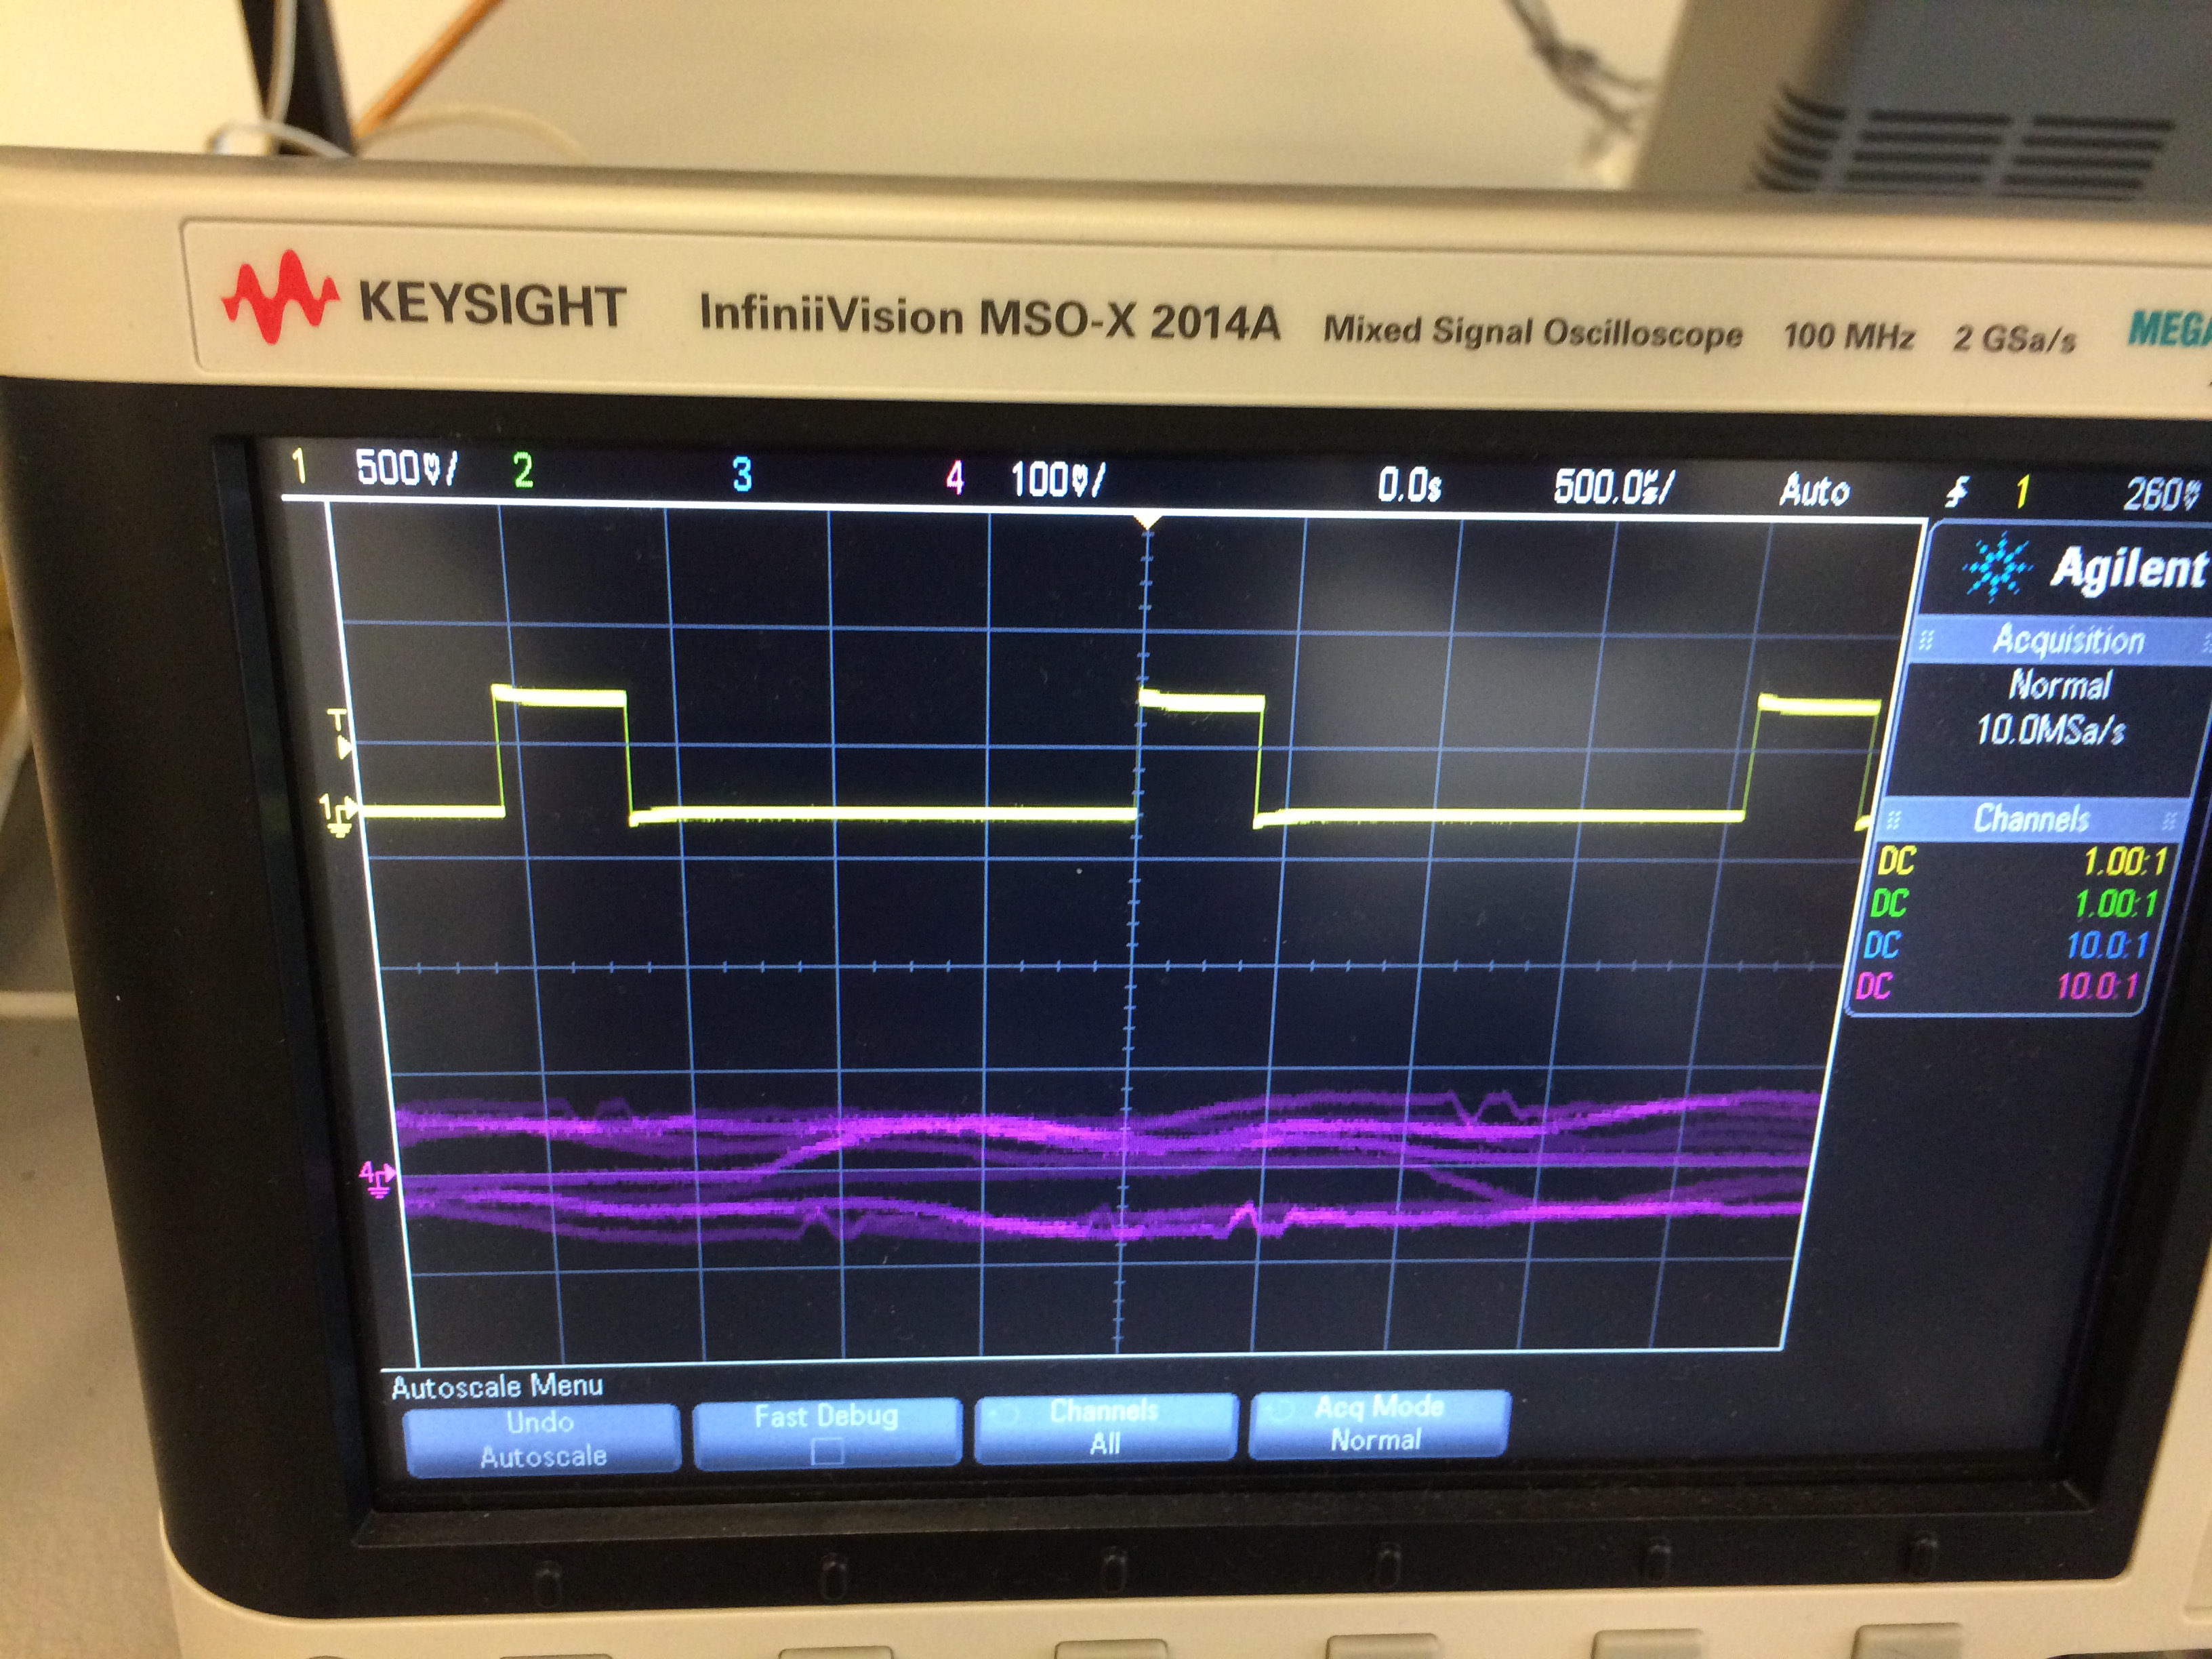 KEYSIGHT InfiniiVision MSO-X 2014A Mixed Signal Oscilloscope 100 MHz 2 GSa/s
1 500mV/ 2 3 4 100mV/ 0.0s 500.0us/ Auto 1 260mV
Agilent
Acquisition
Normal
10.0MSa/s
Channels
DC 1.00:1
DC 1.00:1
DC 10.0:1
DC 10.0:1
T
1
4
Autoscale Menu
Undo
Autoscale
Fast Debug
Channels
All
Acq Mode
Normal